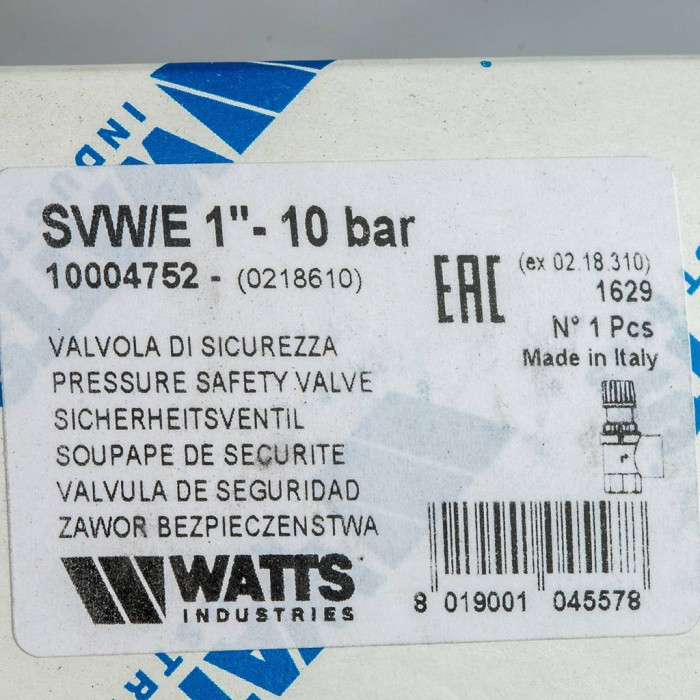 SVW/E 1"- 10 bar
10004752 - (0218610)
EAC
(ex 02.18.310)
1629
N° 1 Pcs
Made in Italy
VALVOLA DI SICUREZZA
PRESSURE SAFETY VALVE
SICHERHEITSVENTIL
SOUPAPE DE SECURITE
VALVULA DE SEGURIDAD
ZAWOR BEZPIECZENSTWA
WATTS
INDUSTRIES
8 019001 045578